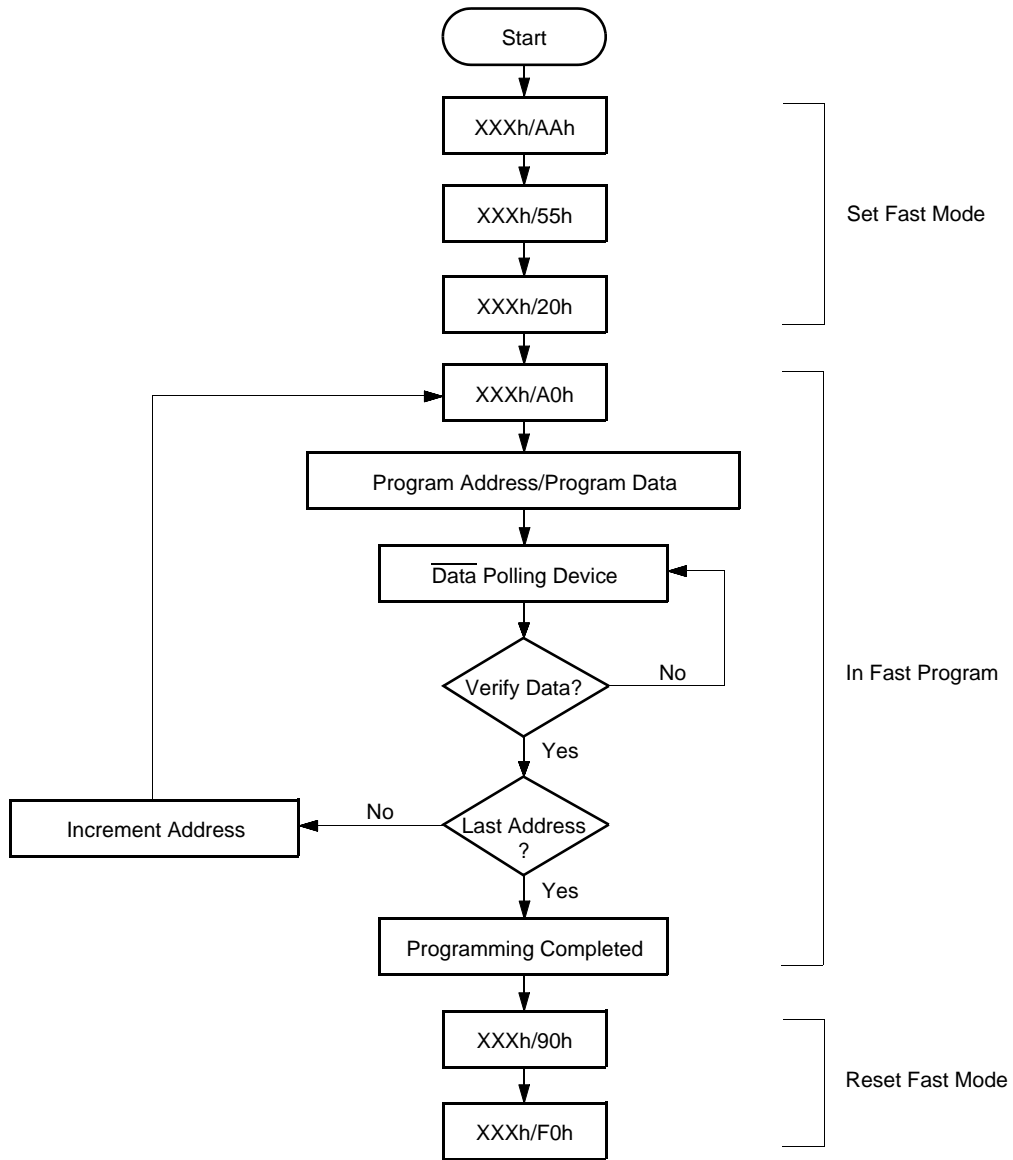 Start
XXXh/AAh
XXXh/55h
Set Fast Mode
XXXh/20h
XXXh/A0h
Program Address/Program Data
Data Polling Device
Verify Data?
No
In Fast Program
Yes
Increment Address
No
Last Address
?
Yes
Programming Completed
XXXh/90h
Reset Fast Mode
XXXh/F0h